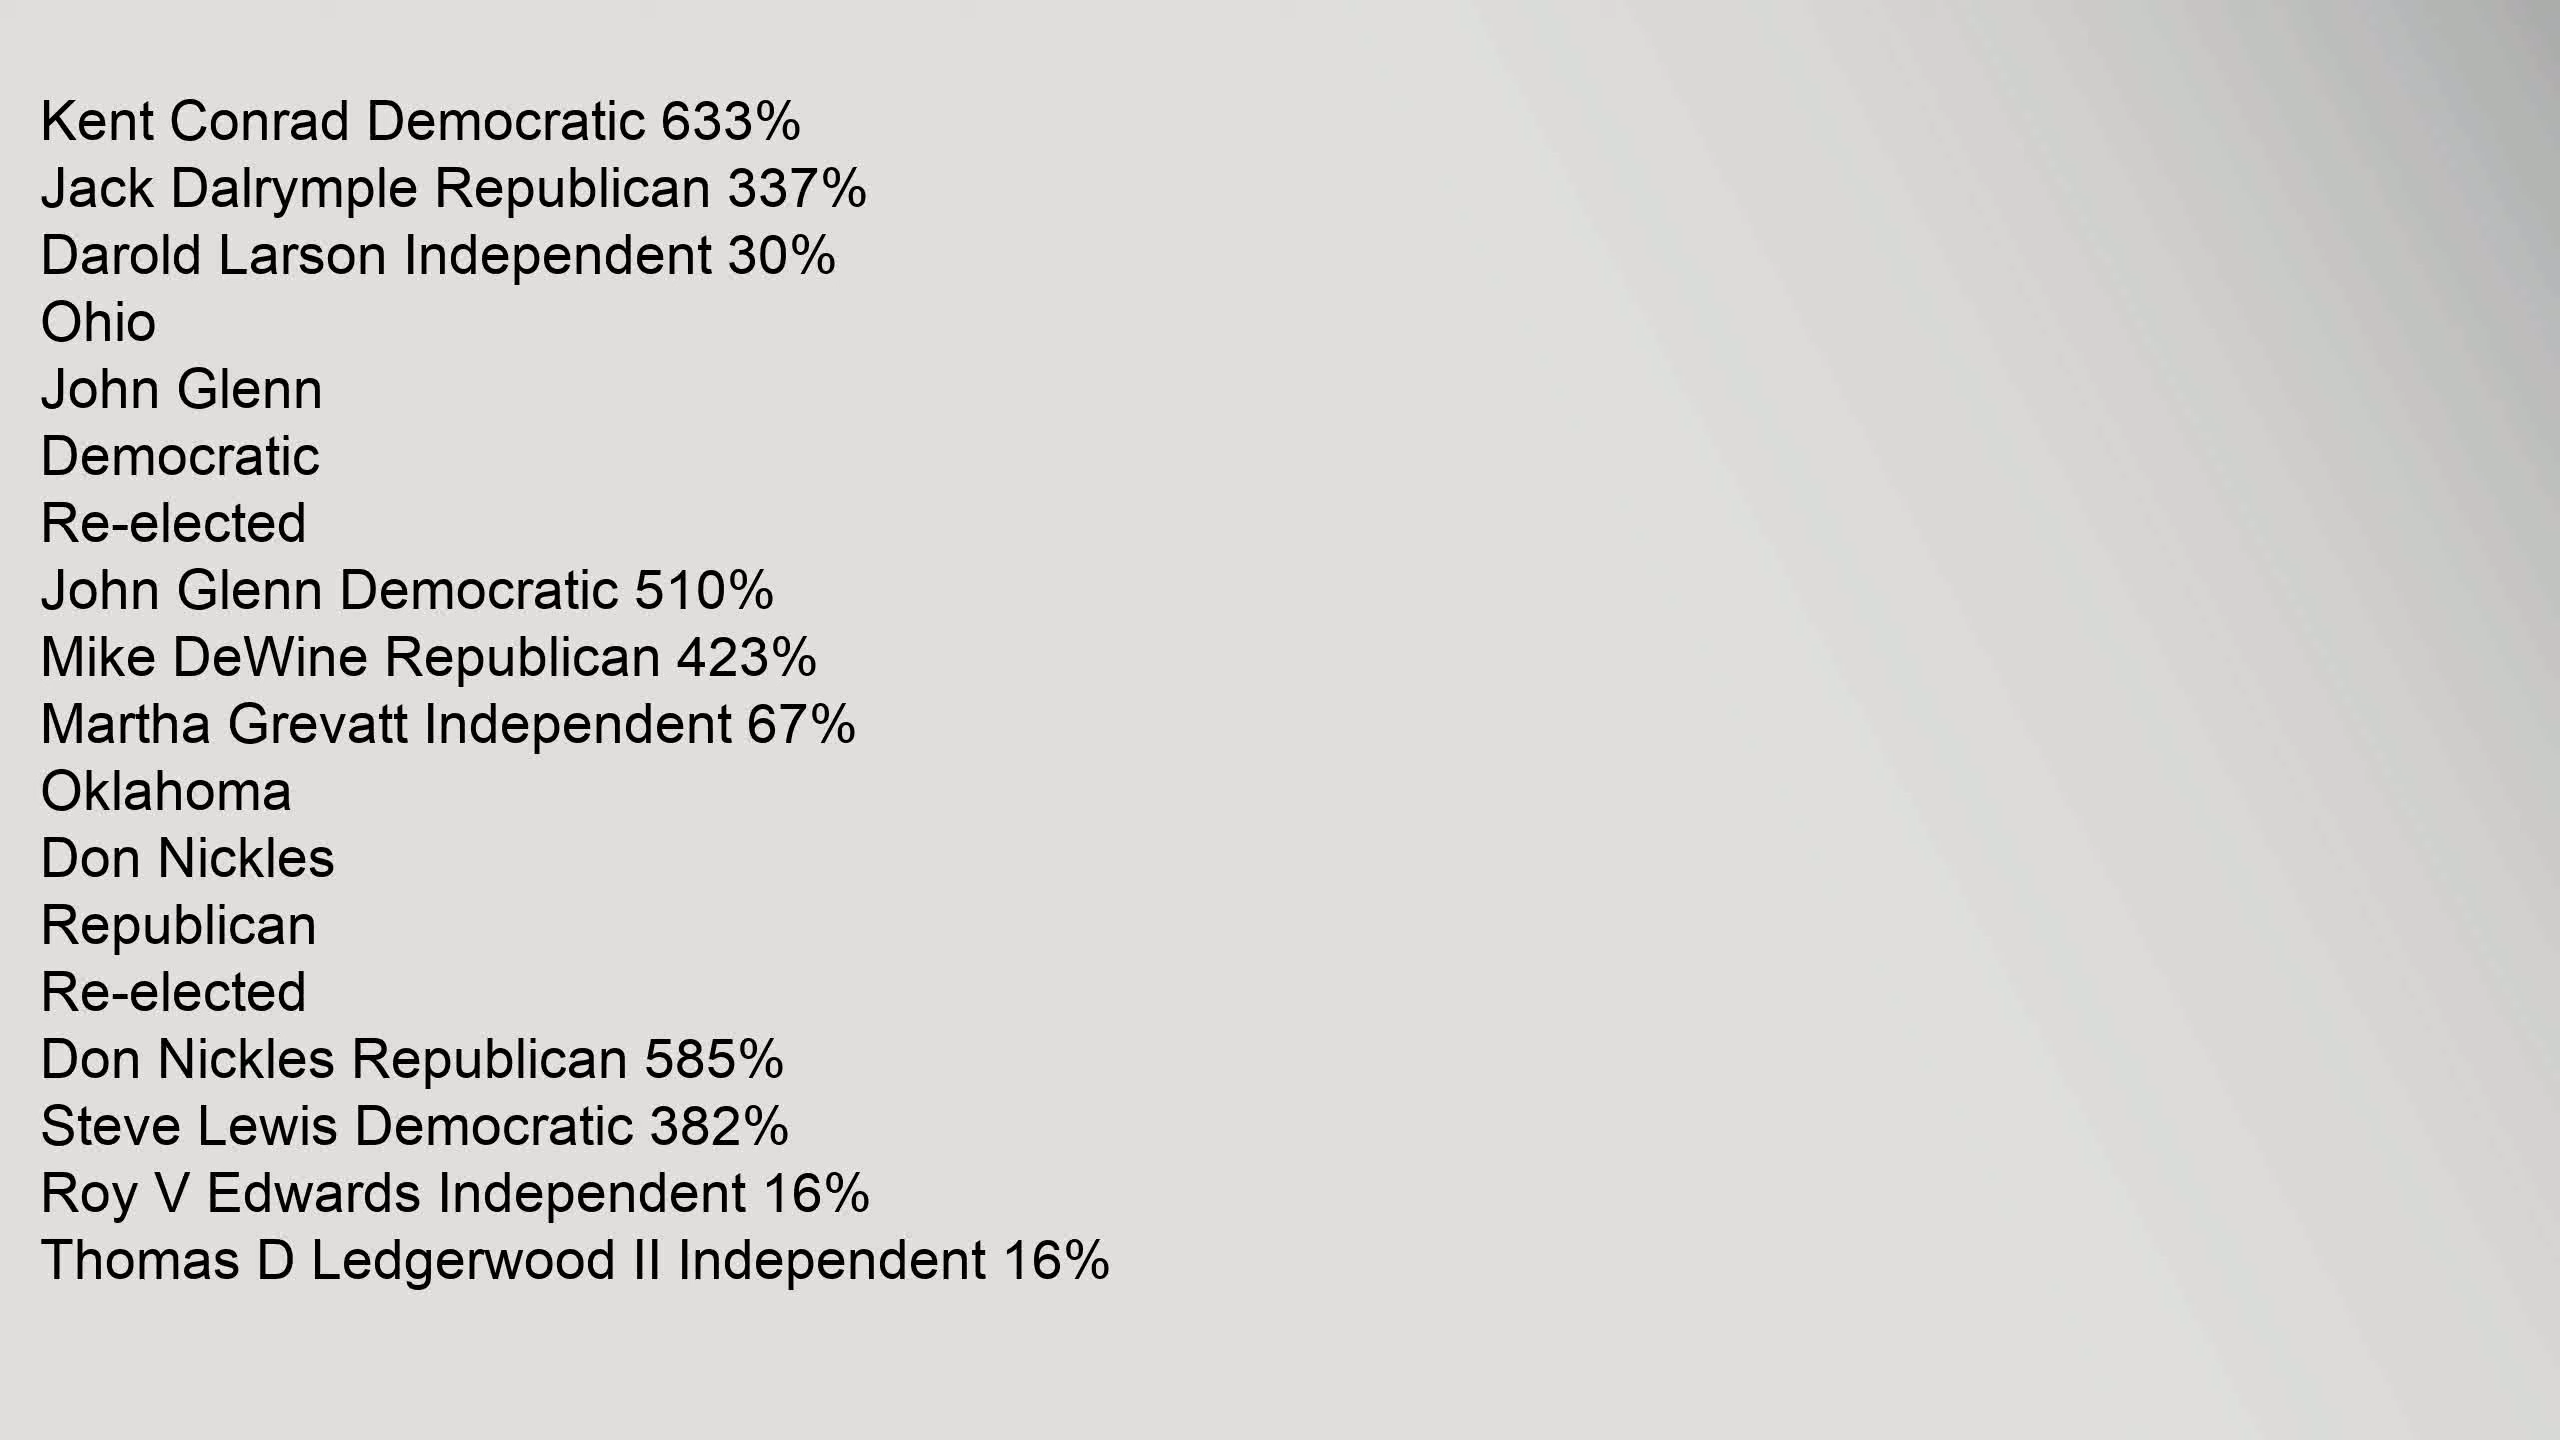 Kent Conrad Democratic 633%
Jack Dalrymple Republican 337%
Darold Larson Independent 30%
Ohio
John Glenn
Democratic
Re-elected
John Glenn Democratic 510%
Mike DeWine Republican 423%
Martha Grevatt Independent 67%
Oklahoma
Don Nickles
Republican
Re-elected
Don Nickles Republican 585%
Steve Lewis Democratic 382%
Roy V Edwards Independent 16%
Thomas D Ledgerwood II Independent 16%